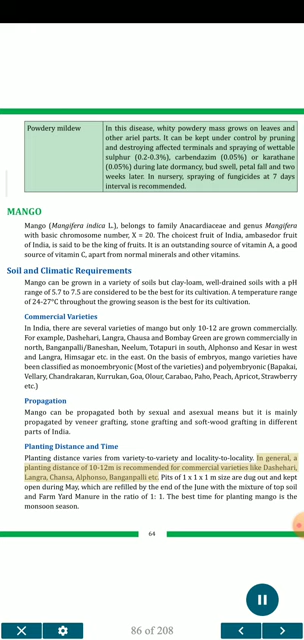 Powdery mildew
In this disease, whity powdery mass grows on leaves and
other ariel parts. It can be kept under control by pruning
and destroying affected terminals and spraying of wettable
sulphur (0.2-0.3%), carbendazim (0.05%) or karathane
(0.05%) during late dormancy, bud swell, petal fall and two
weeks later. In nursery, spraying of fungicides at 7 days
interval is recommended.
MANGO
Mango (Mangifera indica L.), belongs to family Anacardiaceae and genus Mangifera
with basic chromosome number, X = 20. The choicest fruit of India, ambasedor fruit
of India, is said to be the king of fruits. It is an outstanding source of vitamin A, a good
source of vitamin C, apart from normal minerals and other vitamins.
Soil and Climatic Requirements
Mango can be grown in a variety of soils but clay-loam, well-drained soils with a pH
range of 5.7 to 7.5 are considered to be the best for its cultivation. A temperature range
of 24-27°C throughout the growing season is the best for its cultivation.
Commercial Varieties
In India, there are several varieties of mango but only 10-12 are grown commercially.
For example, Dashehari, Langra, Chausa and Bombay Green are grown commercially in
north, Banganpalli/Baneshan, Neelum, Totapuri in south, Alphonso and Kesar in west
and Langra, Himsagar etc. in the east. On the basis of embryos, mango varieties have
been classified as monoembryonic (Most of the varieties) and polyembryonic (Bapakai,
Vellary, Chandrakaran, Kurrukan, Goa, Olour, Carabao, Paho, Peach, Apricot, Strawberry
etc.)
Propagation
Mango can be propagated both by sexual and asexual means but it is mainly
propagated by veneer grafting, stone grafting and soft-wood grafting in different
parts of India.
Planting Distance and Time
Planting distance varies from variety-to-variety and locality-to-locality. In general, a
planting distance of 10-12m is recommended for commercial varieties like Dashehari,
Langra, Chansa, Alphonso, Banganpalli etc. Pits of 1 x 1 x 1 m size are dug out and kept
open during May, which are refilled by the end of the June with the mixture of top soil
and Farm Yard Manure in the ratio of 1: 1. The best time for planting mango is the
monsoon season.
64
86 of 208